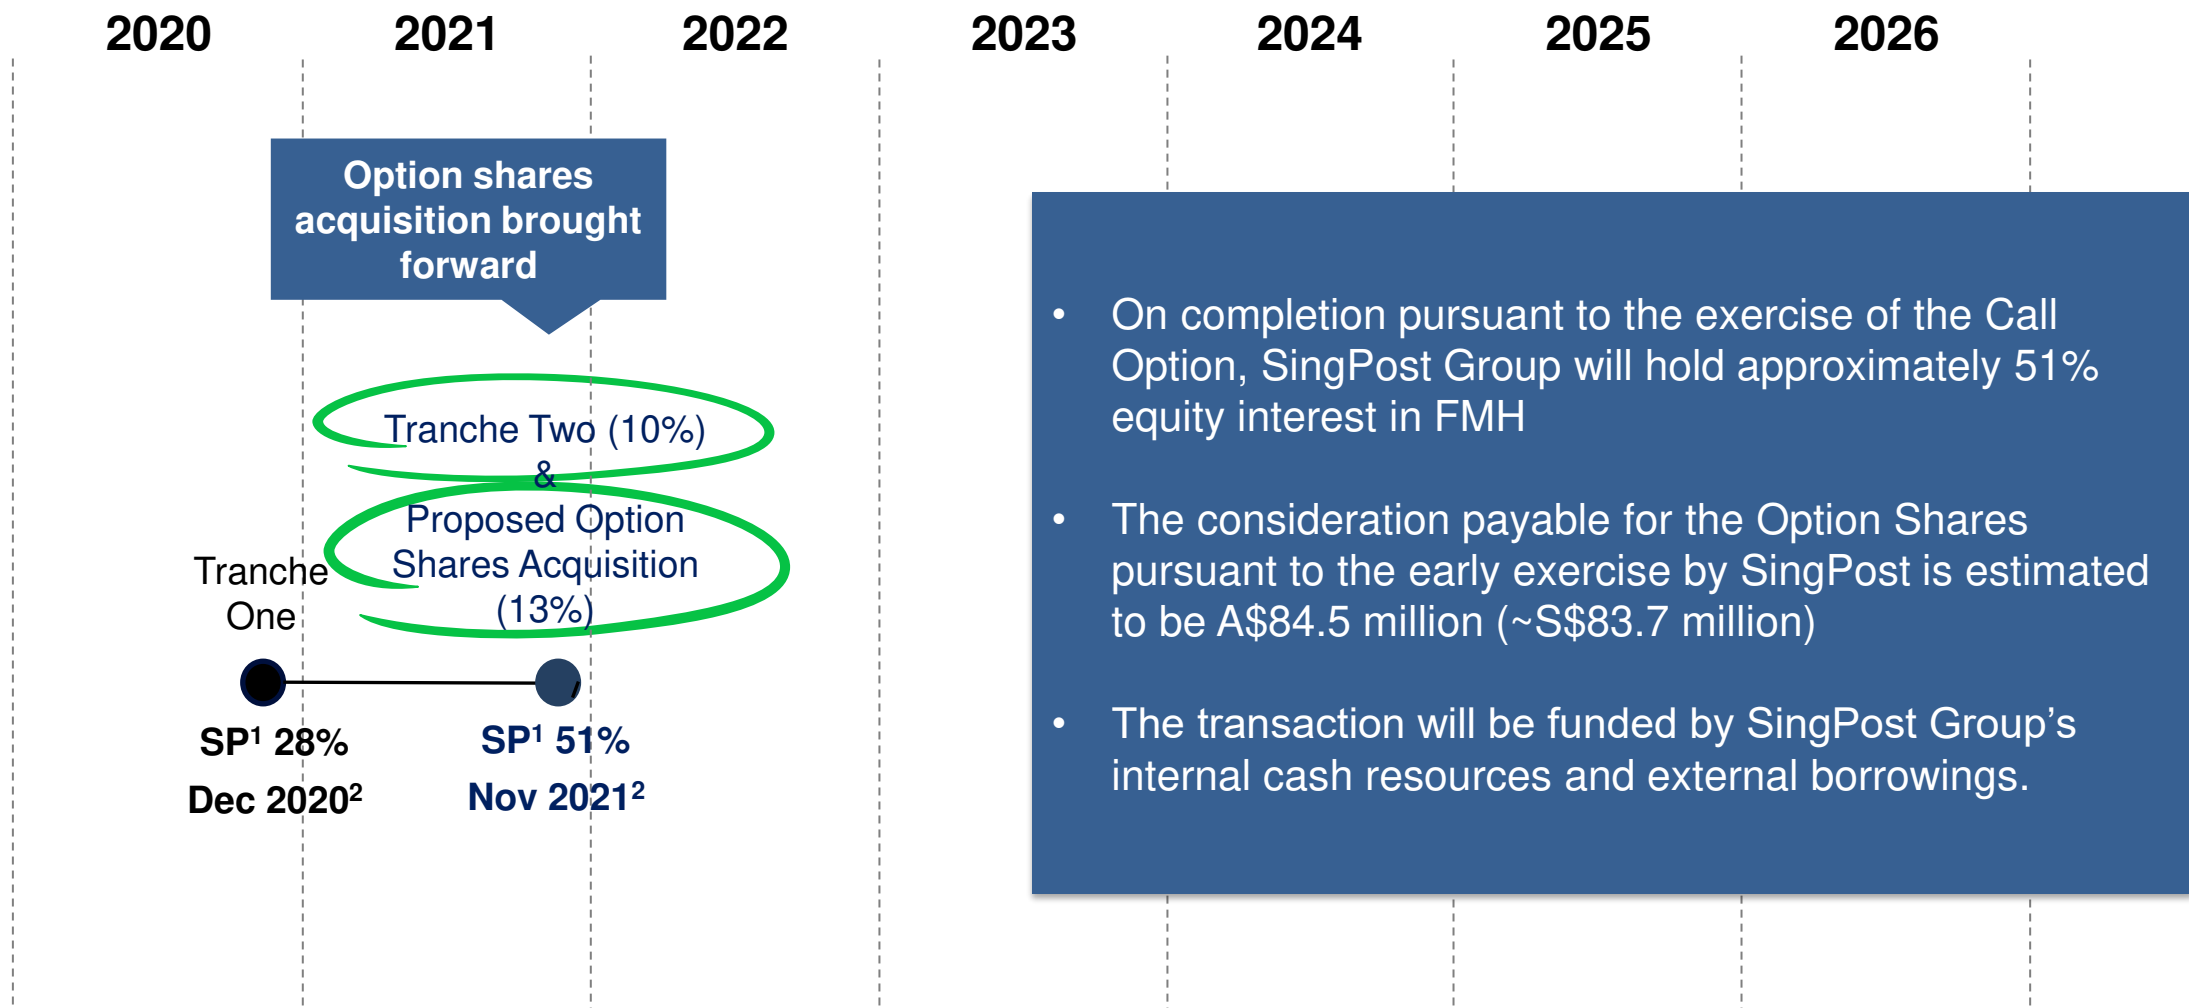 2020 2021 2022 2023 2024 2025 2026
Option shares
acquisition brought
forward
Tranche Two (10%)
&
Proposed Option
Shares Acquisition
(13%)
Tranche
One
SP¹ 28%
Dec 2020²
SP¹ 51%
Nov 2021²
• On completion pursuant to the exercise of the Call
Option, SingPost Group will hold approximately 51%
equity interest in FMH
• The consideration payable for the Option Shares
pursuant to the early exercise by SingPost is estimated
to be A$84.5 million (~S$83.7 million)
• The transaction will be funded by SingPost Group’s
internal cash resources and external borrowings.